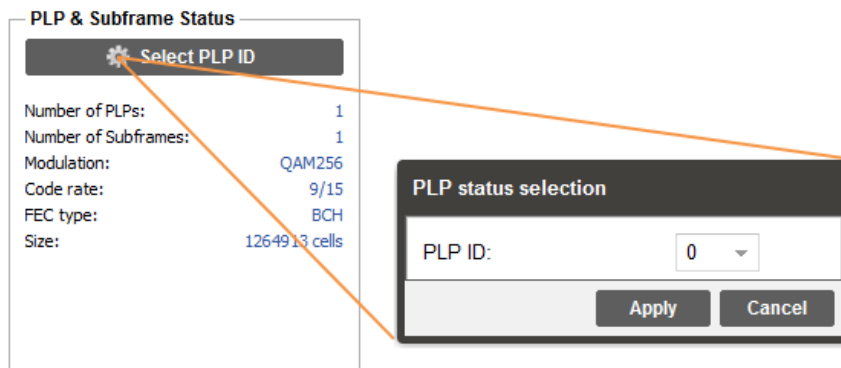 PLP & Subframe Status
Select PLP ID
Number of PLPs: 1
Number of Subframes: 1
Modulation: QAM256
Code rate: 9/15
FEC type: BCH
Size: 1264913 cells
PLP status selection
PLP ID: 0
Apply Cancel